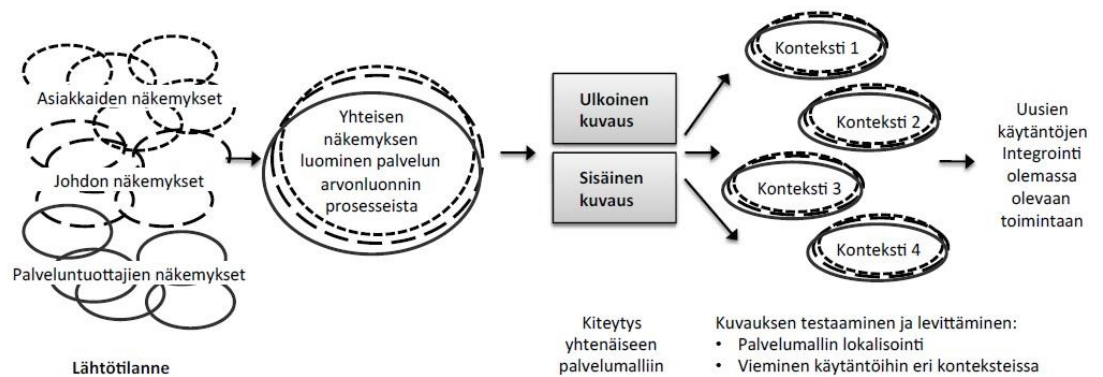 Asiakkaiden näkemykset
Johdon näkemykset
Palveluntuottajien näkemykset
Lähtötilanne
Yhteisen
näkemyksen
luominen palvelun
arvonluonnin
prosesseista
Ulkoinen
kuvaus
Sisäinen
kuvaus
Kiteytys
yhtenäiseen
palvelumalliin
Konteksti 1
Konteksti 2
Konteksti 3
Konteksti 4
Kuvauksen testaaminen ja levittäminen:
• Palvelumallin lokalisointi
• Vieminen käytäntöihin eri konteksteissa
Uusien
käytäntöjen
Integrointi
olemassa
olevaan
toimintaan